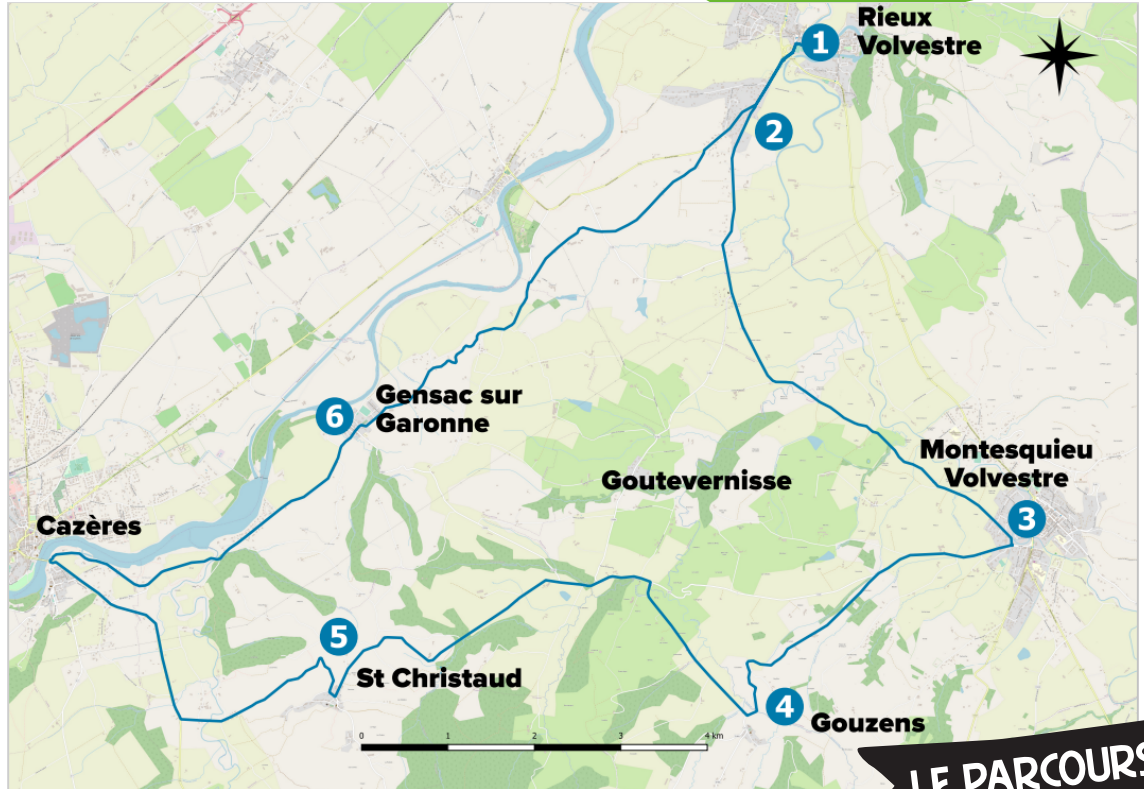 Rieux
Volvestre
1
2
Gensac sur
Garonne
6
Montesquieu
Volvestre
3
Goutevernisse
Cazères
5
St Christaud
4
Gouzens
0 1 2 3 4 km
LE PARCOURS